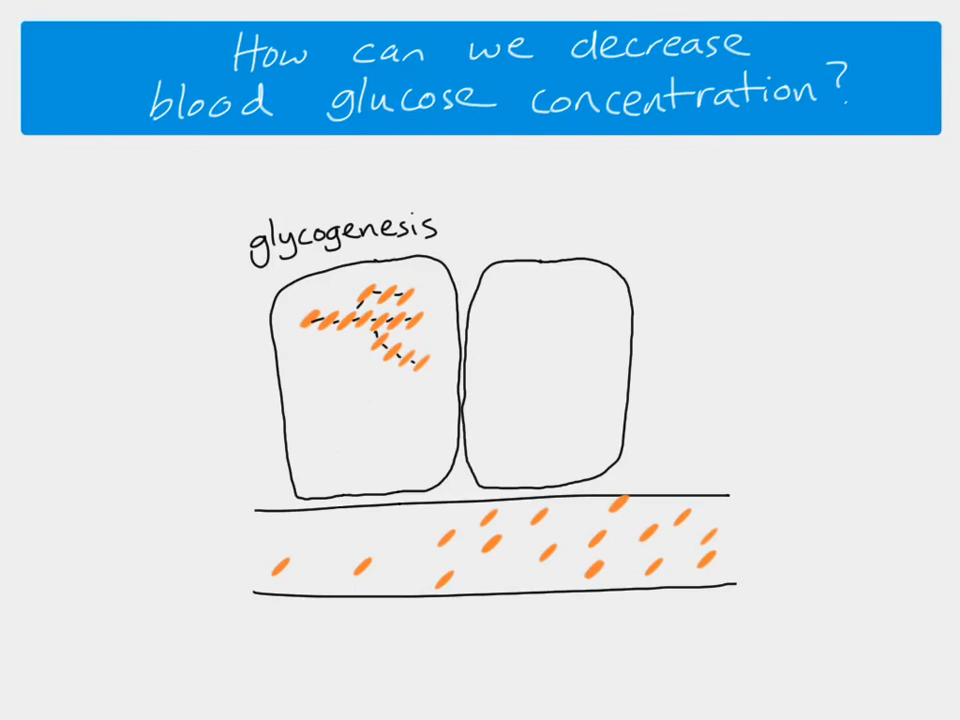 How can we decrease
blood glucose concentration?
glycogenesis